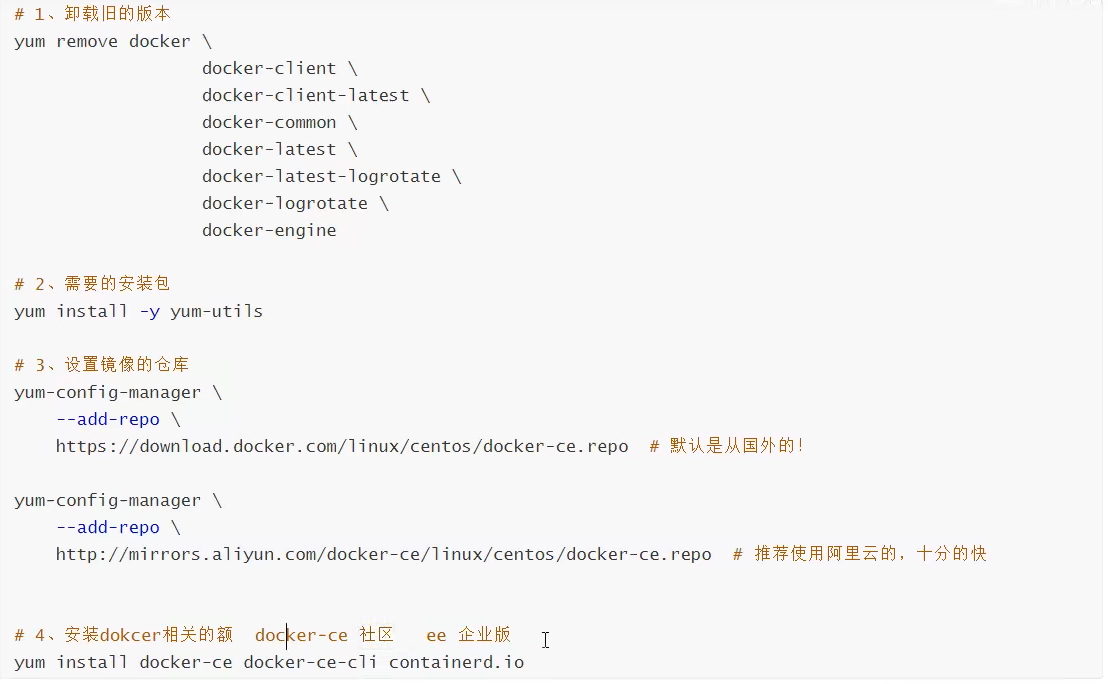 # 1、卸载旧的版本
yum remove docker \
docker-client \
docker-client-latest \
docker-common \
docker-latest \
docker-latest-logrotate \
docker-logrotate \
docker-engine
# 2、需要的安装包
yum install -y yum-utils
# 3、设置镜像的仓库
yum-config-manager \
--add-repo \
https://download.docker.com/linux/centos/docker-ce.repo # 默认是从国外的!
yum-config-manager \
--add-repo \
http://mirrors.aliyun.com/docker-ce/linux/centos/docker-ce.repo # 推荐使用阿里云的，十分的快
# 4、安装dokcer相关的额 docker-ce 社区 ee 企业版
yum install docker-ce docker-ce-cli containerd.io